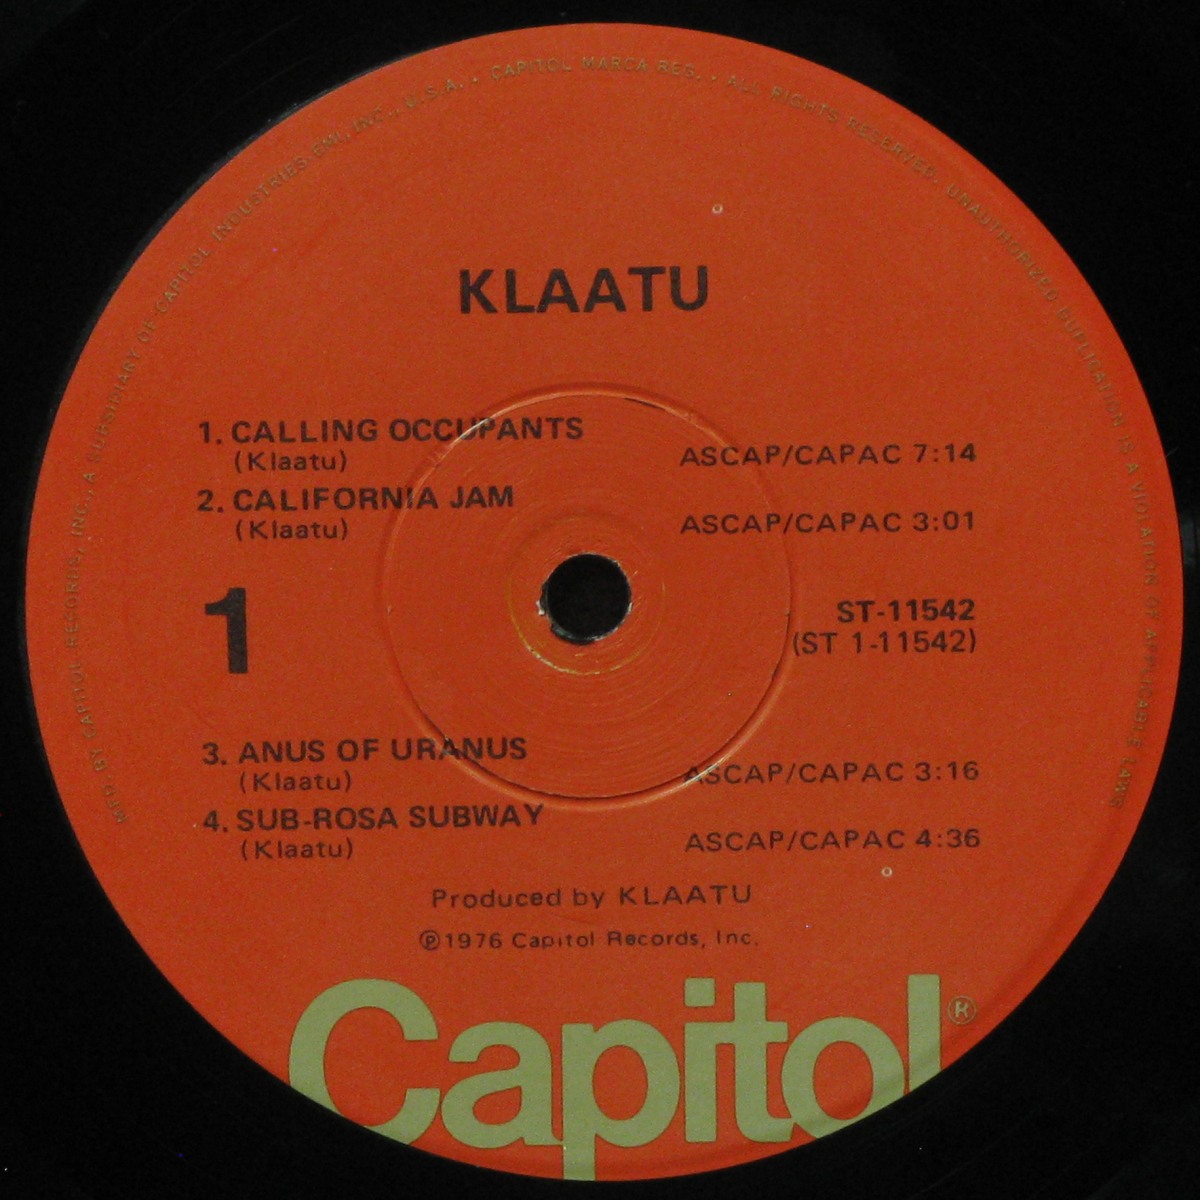 MFD. BY CAPITOL RECORDS, INC., A SUBSIDIARY OF CAPITOL INDUSTRIES-EMI, INC., U.S.A. • CAPITOL MARCA REG. • ALL RIGHTS RESERVED. UNAUTHORIZED DUPLICATION IS A VIOLATION OF APPLICABLE LAWS
KLAATU
1. CALLING OCCUPANTS
(Klaatu) ASCAP/CAPAC 7:14
2. CALIFORNIA JAM
(Klaatu) ASCAP/CAPAC 3:01
1
ST-11542
(ST 1-11542)
3. ANUS OF URANUS
(Klaatu) ASCAP/CAPAC 3:16
4. SUB-ROSA SUBWAY
(Klaatu) ASCAP/CAPAC 4:36
Produced by KLAATU
℗1976 Capitol Records, Inc.
Capitol®